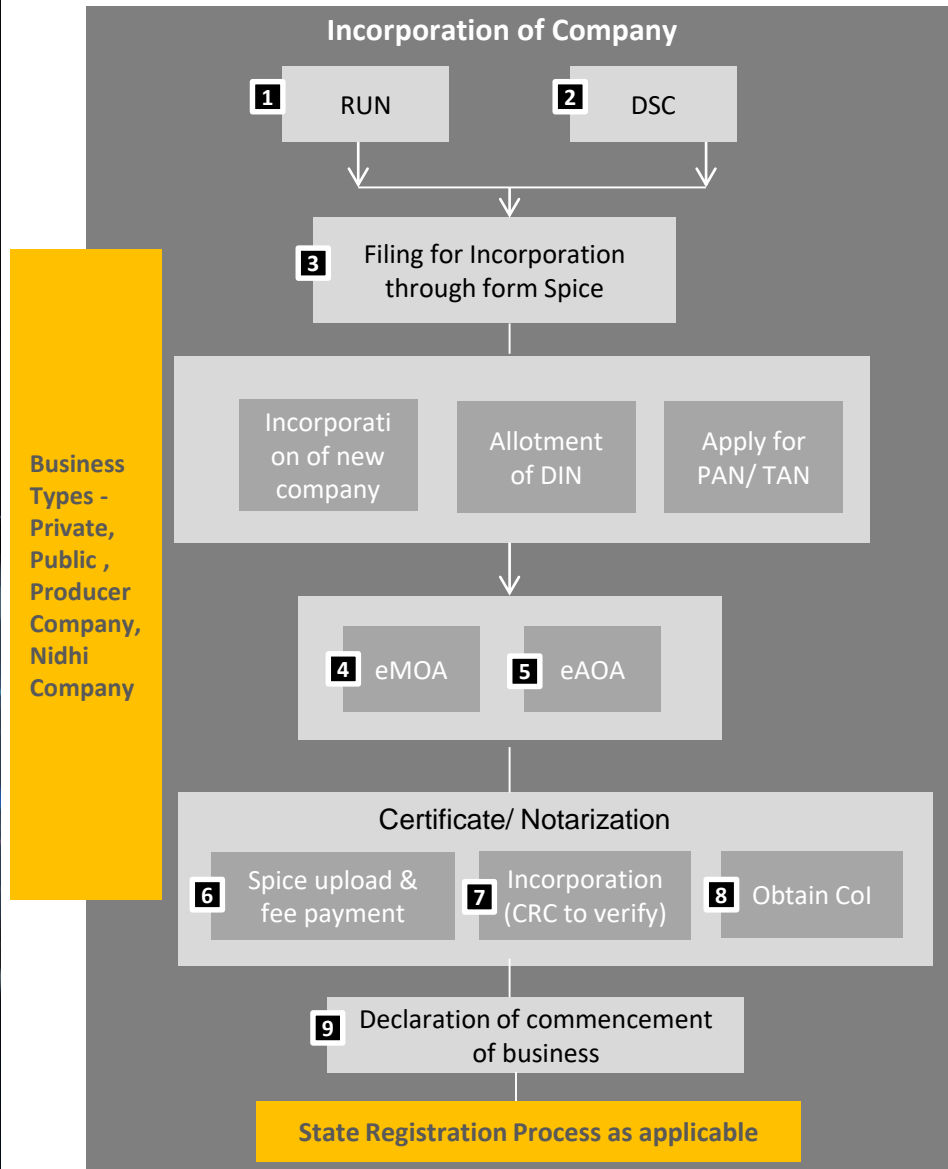 Incorporation of Company
1
RUN
2
DSC
3
Filing for Incorporation
through form Spice
Incorporati
on of new
company
Allotment
of DIN
Apply for
PAN/ TAN
Business
Types -
Private,
Public ,
Producer
Company,
Nidhi
Company
4
eMOA
5
eAOA
Certificate/ Notarization
6
Spice upload &
fee payment
7
Incorporation
(CRC to verify)
8
Obtain CoI
9
Declaration of commencement
of business
State Registration Process as applicable